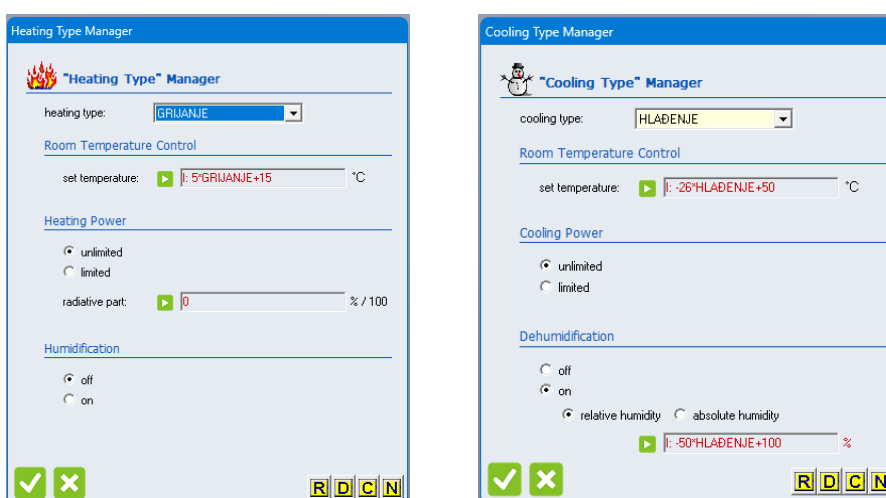 Heating Type Manager
"Heating Type" Manager
heating type: GRIJANJE
Room Temperature Control
set temperature: I: 5*GRIJANJE+15 °C
Heating Power
unlimited
limited
radiative part: 0 % / 100
Humidification
off
on
R D C N
Cooling Type Manager
"Cooling Type" Manager
cooling type: HLAĐENJE
Room Temperature Control
set temperature: I: -26*HLAĐENJE+50 °C
Cooling Power
unlimited
limited
Dehumidification
off
on
relative humidity absolute humidity
I: -50*HLAĐENJE+100 %
R D C N